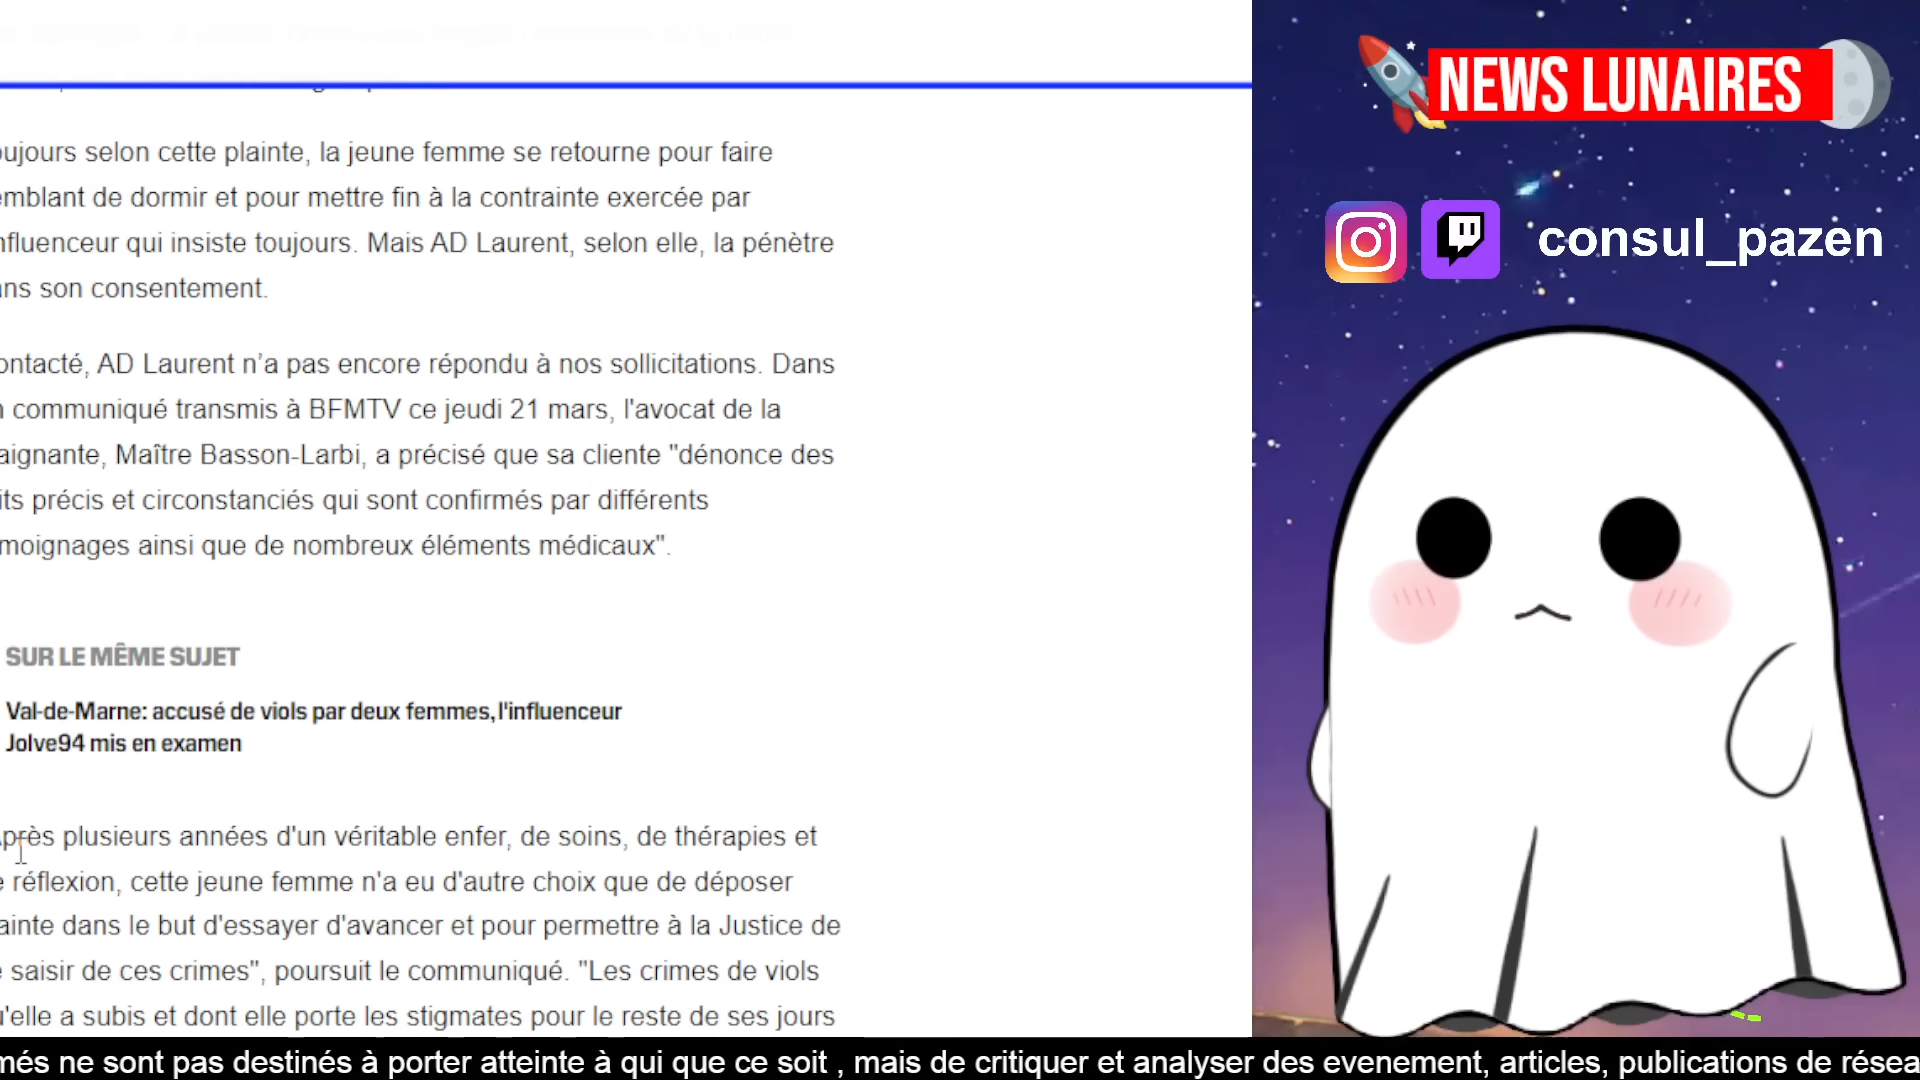 oujours selon cette plainte, la jeune femme se retourne pour faire
emblant de dormir et pour mettre fin à la contrainte exercée par
nfluenceur qui insiste toujours. Mais AD Laurent, selon elle, la pénètre
ans son consentement.
ontacté, AD Laurent n’a pas encore répondu à nos sollicitations. Dans
n communiqué transmis à BFMTV ce jeudi 21 mars, l'avocat de la
aignante, Maître Basson-Larbi, a précisé que sa cliente "dénonce des
its précis et circonstanciés qui sont confirmés par différents
moignages ainsi que de nombreux éléments médicaux".
SUR LE MÊME SUJET
Val-de-Marne: accusé de viols par deux femmes, l'influenceur
Jolve94 mis en examen
près plusieurs années d'un véritable enfer, de soins, de thérapies et
e réflexion, cette jeune femme n'a eu d'autre choix que de déposer
ainte dans le but d'essayer d'avancer et pour permettre à la Justice de
e saisir de ces crimes", poursuit le communiqué. "Les crimes de viols
u'elle a subis et dont elle porte les stigmates pour le reste de ses jours
NEWS LUNAIRES
consul_pazen
més ne sont pas destinés à porter atteinte à qui que ce soit , mais de critiquer et analyser des evenement, articles, publications de résea